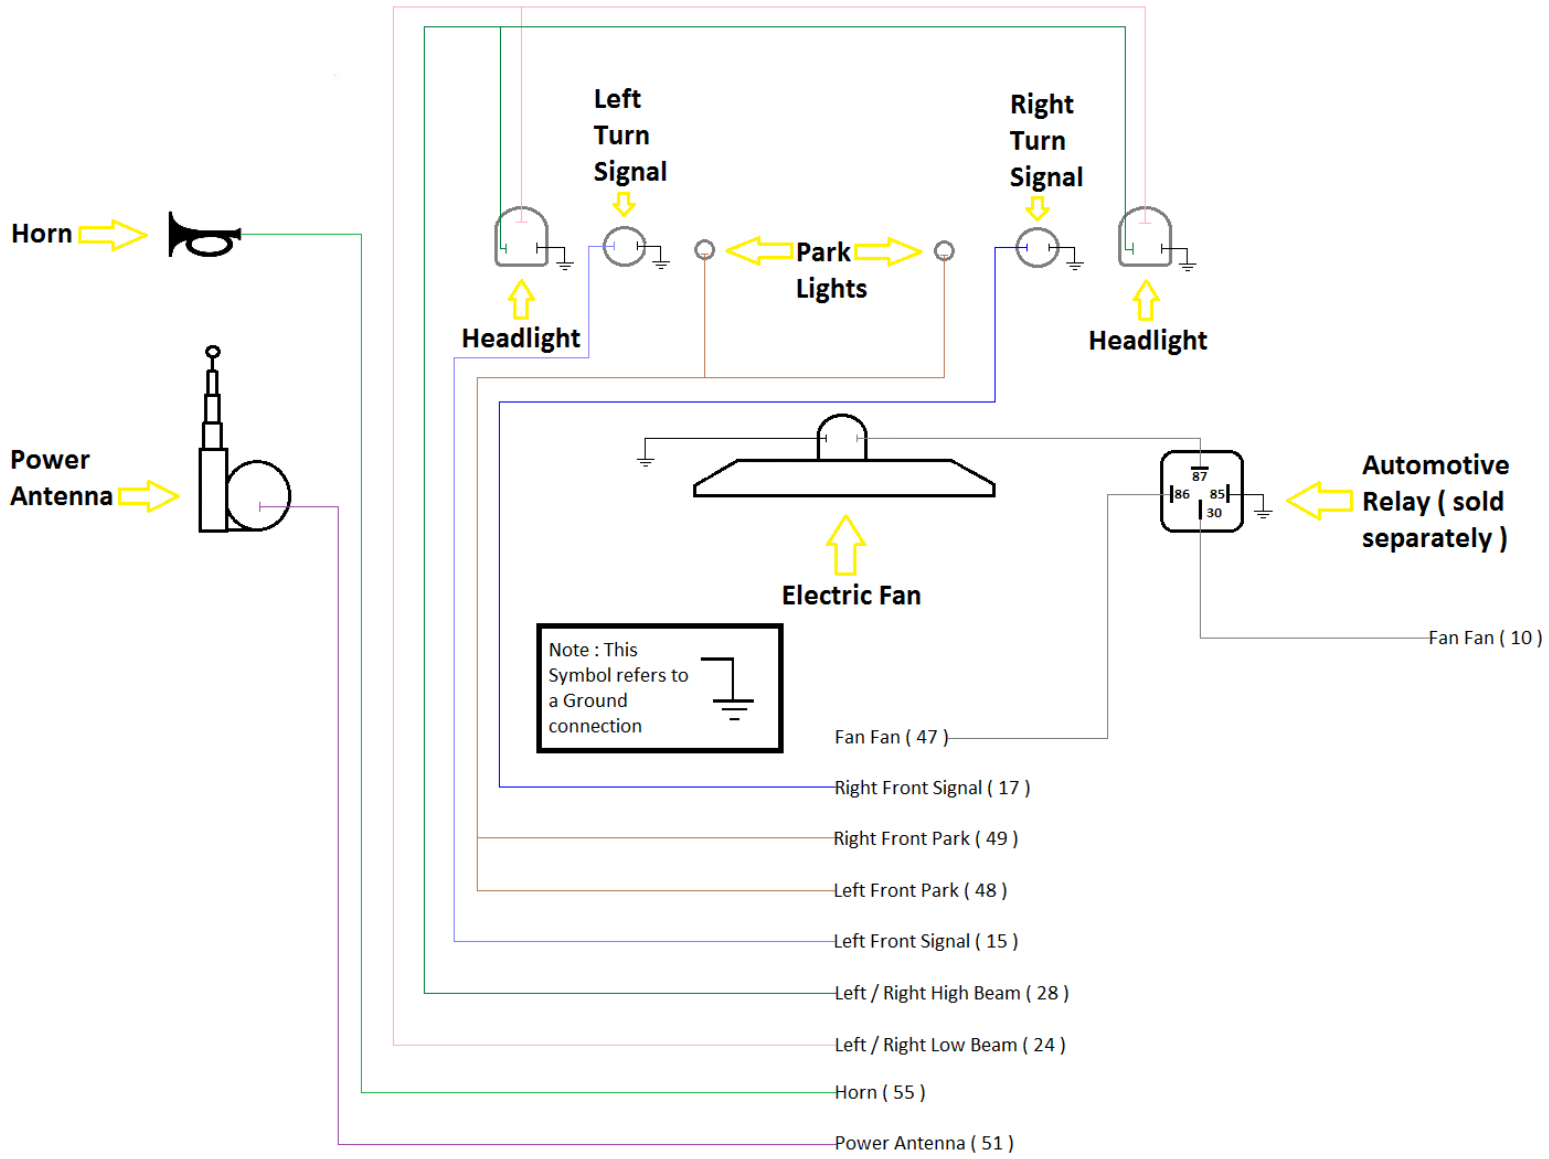 Left
Turn
Signal
Right
Turn
Signal
Horn
Park
Lights
Headlight
Headlight
Power
Antenna
87
86
85
30
Automotive
Relay ( sold
separately )
Electric Fan
Note : This
Symbol refers to
a Ground
connection
Fan Fan ( 10 )
Fan Fan ( 47 )
Right Front Signal ( 17 )
Right Front Park ( 49 )
Left Front Park ( 48 )
Left Front Signal ( 15 )
Left / Right High Beam ( 28 )
Left / Right Low Beam ( 24 )
Horn ( 55 )
Power Antenna ( 51 )